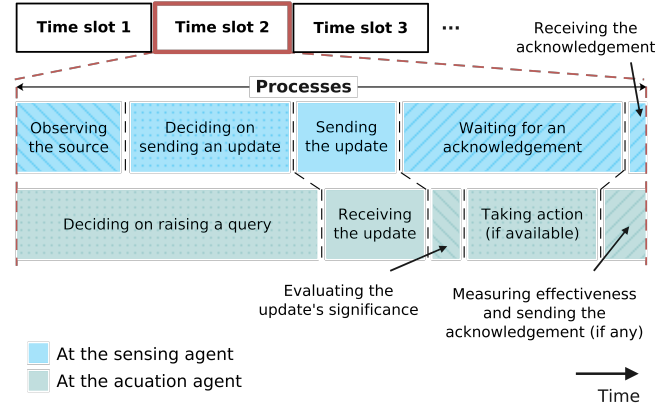 Time slot 1
Time slot 2
Time slot 3
...
Receiving the
acknowledgement
Processes
Observing
the source
Deciding on
sending an update
Sending
the update
Waiting for an
acknowledgement
Deciding on raising a query
Receiving
the update
Taking action
(if available)
Evaluating the
update's significance
Measuring effectiveness
and sending the
acknowledgement (if any)
At the sensing agent
At the acuation agent
Time